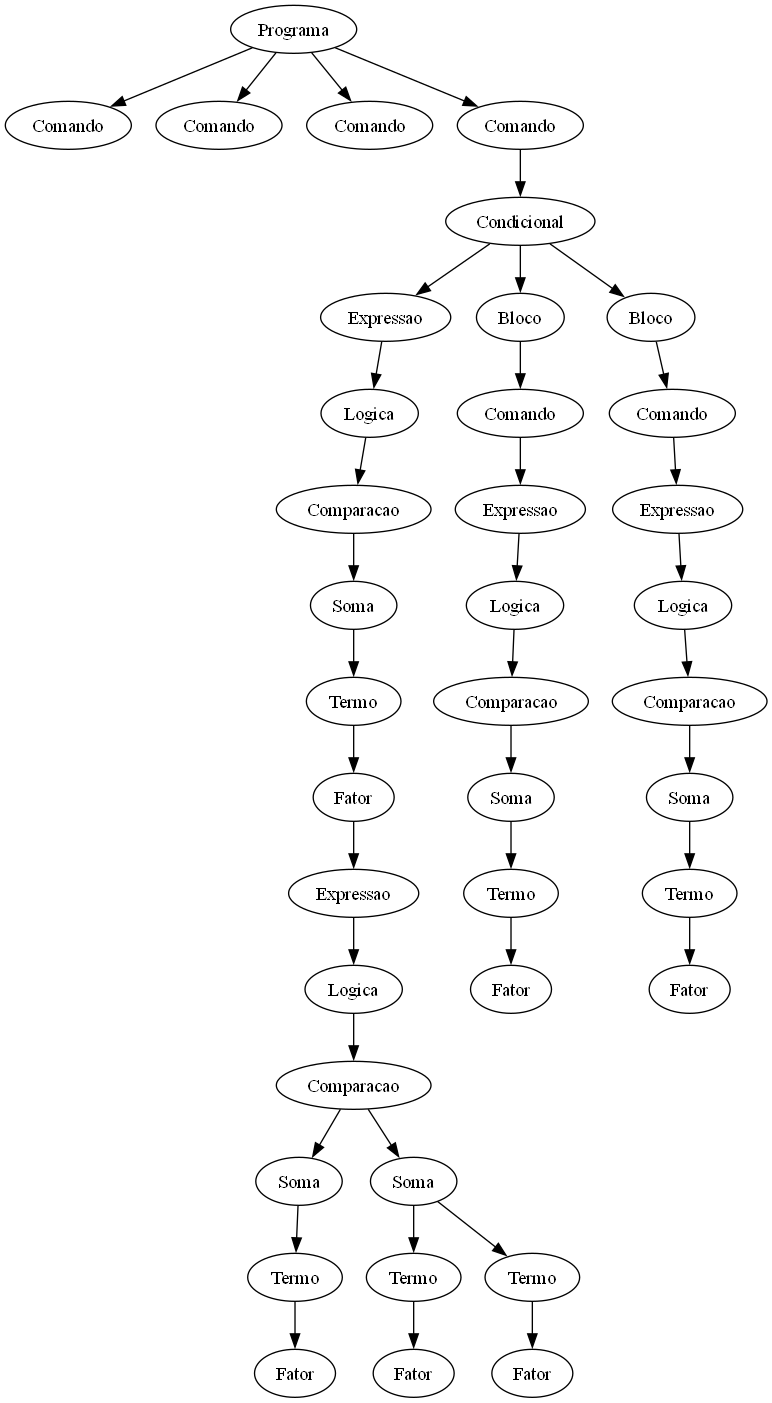 Programa
Comando Comando Comando Comando
Condicional
Expressao Bloco Bloco
Logica Comando Comando
Comparacao Expressao Expressao
Soma Logica Logica
Termo Comparacao Comparacao
Fator Soma Soma
Expressao Termo Termo
Logica Fator Fator
Comparacao
Soma Soma
Termo Termo Termo
Fator Fator Fator